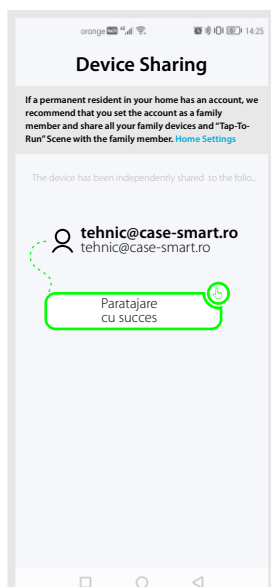 orange 14:25
Device Sharing
If a permanent resident in your home has an account, we
recommend that you set the account as a family
member and share all your family devices and “Tap-To-
Run” Scene with the family member. Home Settings
The device has been independently shared to the follo...
tehnic@case-smart.ro
tehnic@case-smart.ro
Paratajare
cu succes